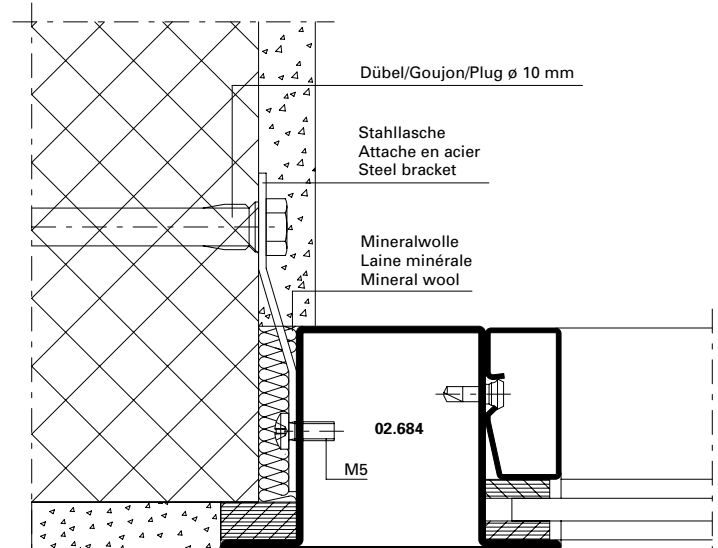 Dübel/Goujon/Plug ø 10 mm
Stahllasche
Attache en acier
Steel bracket
Mineralwolle
Laine minérale
Mineral wool
02.684
M5